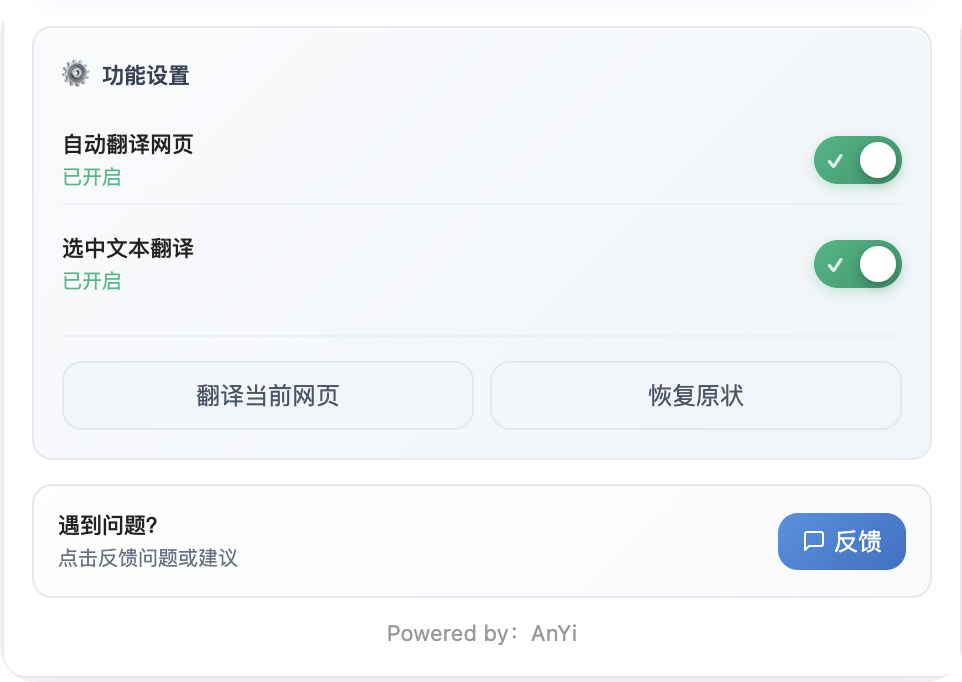 功能设置
自动翻译网页
已开启
选中文本翻译
已开启
翻译当前网页
恢复原状
遇到问题?
点击反馈问题或建议
反馈
Powered by：AnYi